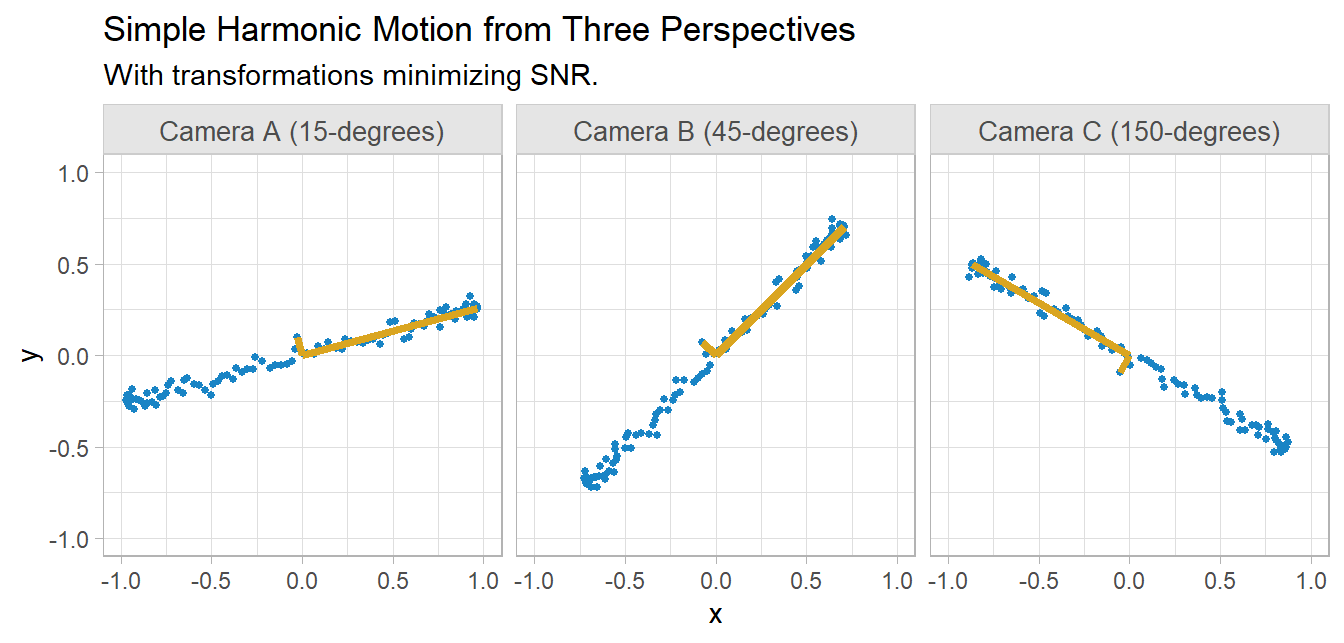 Simple Harmonic Motion from Three Perspectives
With transformations minimizing SNR.
Camera A (15-degrees) Camera B (45-degrees) Camera C (150-degrees)
1.0
0.5
0.0
-0.5
-1.0
y
-1.0 -0.5 0.0 0.5 1.0 -1.0 -0.5 0.0 0.5 1.0 -1.0 -0.5 0.0 0.5 1.0
x